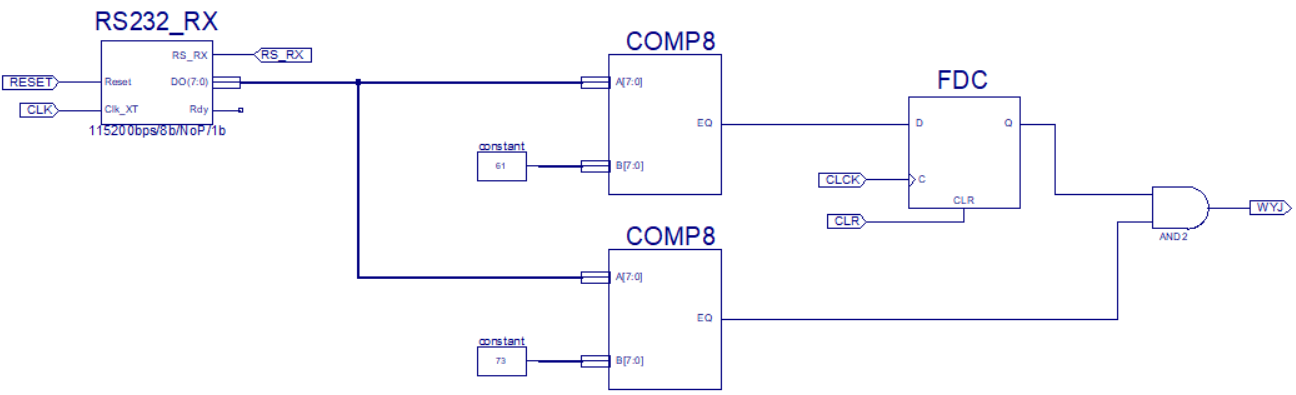 RS232_RX
RS_RX
RS_RX
RESET
Reset
DO(7:0)
CLK
Clk_XT
Rdy
115200bps/8b/NoP/1b
COMP8
A[7:0]
EQ
constant
61
B[7:0]
FDC
D
Q
CLCK
C
CLR
CLR
WYJ
AND2
COMP8
A[7:0]
EQ
constant
73
B[7:0]